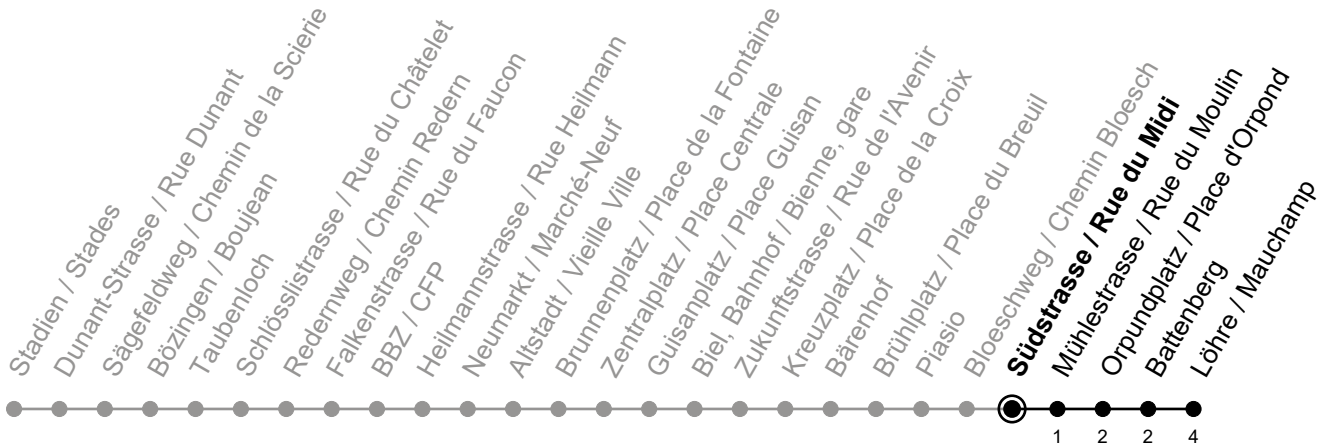 Stadien / Stades
Dunant-Strasse / Rue Dunant
Sägefeldweg / Chemin de la Scierie
Bözingen / Boujean
Taubenloch
Schlösslistrasse / Rue du Châtelet
Redernweg / Chemin Redern
Falkenstrasse / Rue du Faucon
BBZ / CFP
Heilmannstrasse / Rue Heilmann
Neumarkt / Marché-Neuf
Altstadt / Vieille Ville
Brunnenplatz / Place de la Fontaine
Zentralplatz / Place Centrale
Guisanplatz / Place Guisan
Biel, Bahnhof / Bienne, gare
Zukunftstrasse / Rue de l'Avenir
Kreuzplatz / Place de la Croix
Bärenhof
Brühlplatz / Place du Breuil
Piasio
Bloeschweg / Chemin Bloesch
Südstrasse / Rue du Midi
Mühlestrasse / Rue du Moulin
Orpundplatz / Place d'Orpond
Battenberg
Löhre / Mauchamp
1 2 2 4